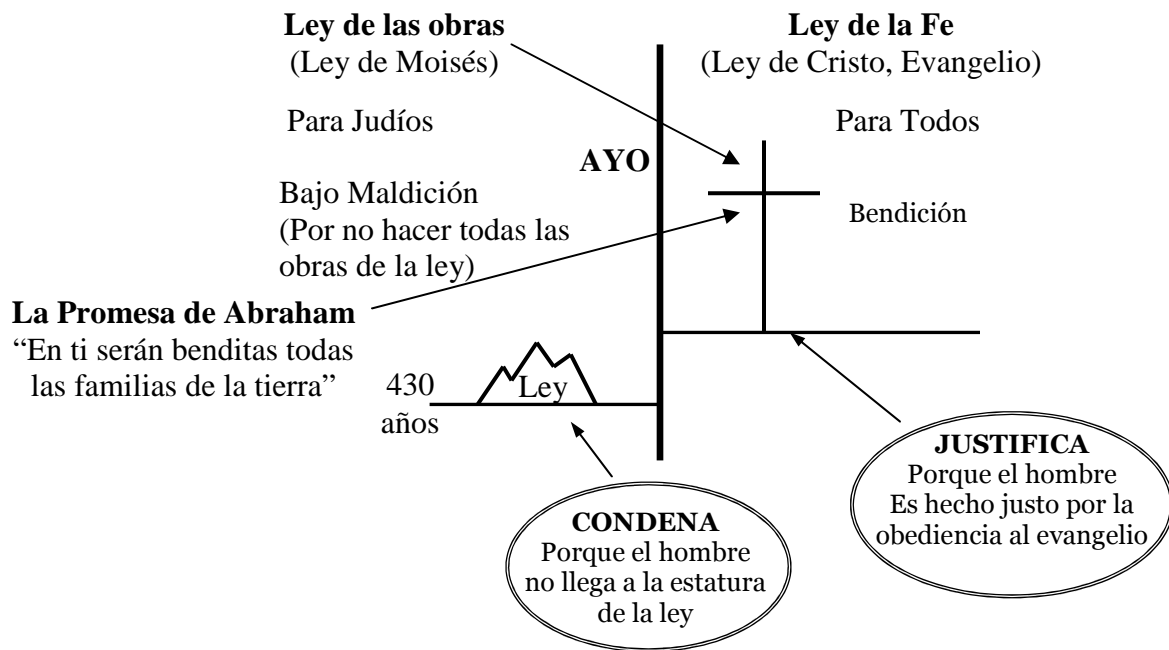 Ley de las obras
(Ley de Moisés)
Para Judíos
Bajo Maldición
(Por no hacer todas las
obras de la ley)
La Promesa de Abraham
“En ti serán benditas todas
las familias de la tierra”
430
años
Ley
AYO
Ley de la Fe
(Ley de Cristo, Evangelio)
Para Todos
Bendición
CONDENA
Porque el hombre
no llega a la estatura
de la ley
JUSTIFICA
Porque el hombre
Es hecho justo por la
obediencia al evangelio